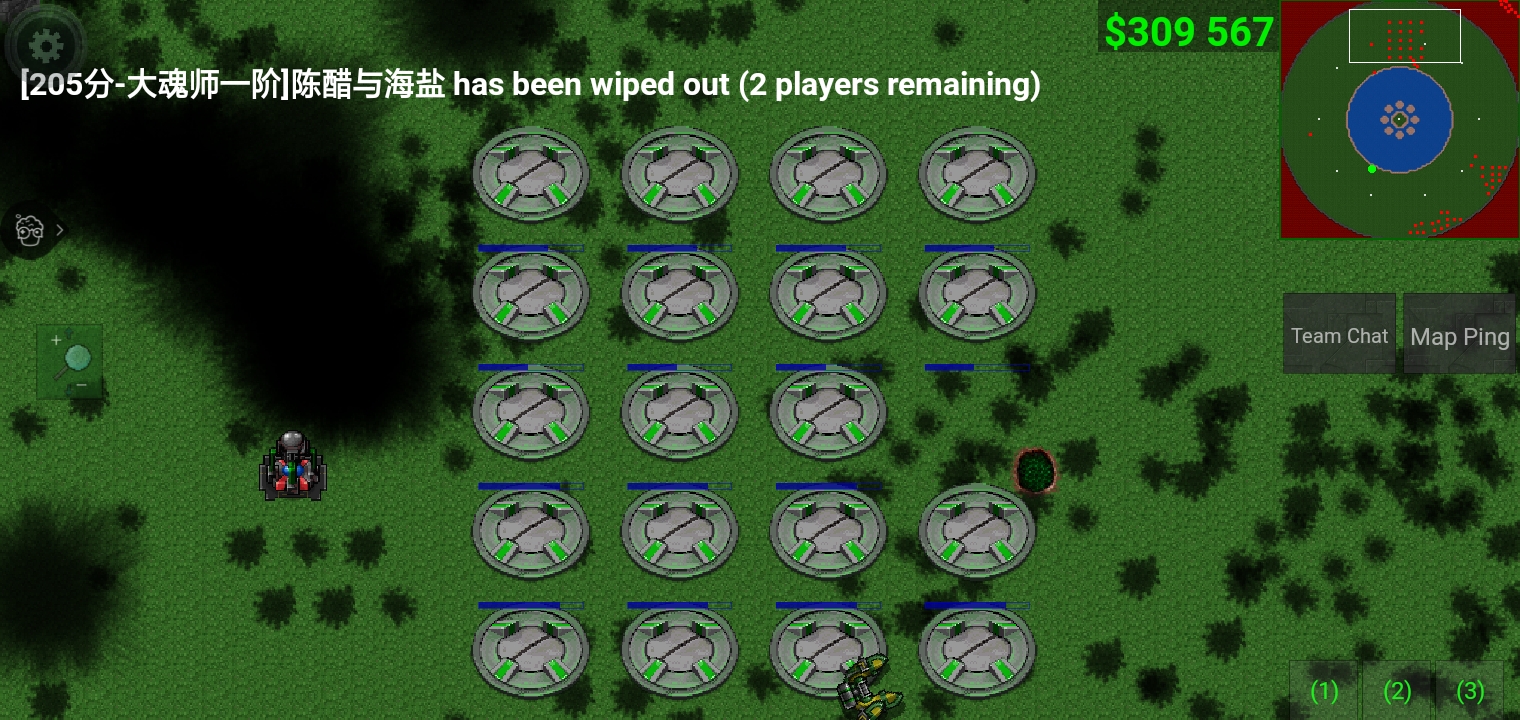 $309 567
[205分-大魂师一阶]陈醋与海盐 has been wiped out (2 players remaining)
Team Chat
Map Ping
(1)
(2)
(3)